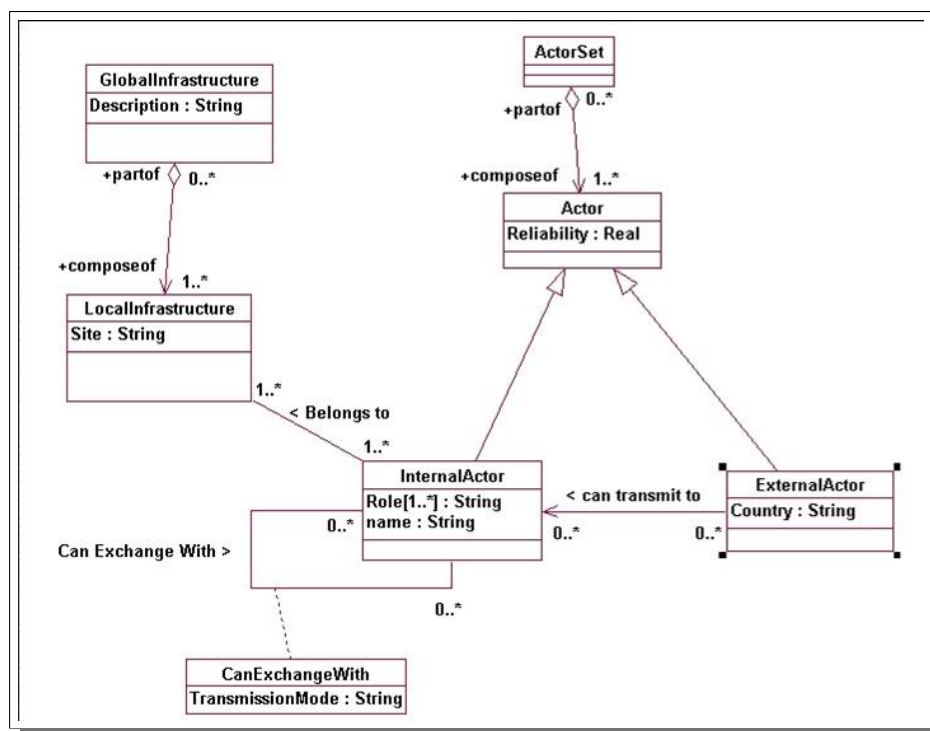 ActorSet
GlobalInfrastructure
Description : String
+partof
0..*
+partof
0..*
+composeof
1..*
Actor
Reliability : Real
+composeof
1..*
LocalInfrastructure
Site : String
1..*
< Belongs to
1..*
InternalActor
Role[1..*] : String
name : String
< can transmit to
0..*
0..*
ExternalActor
Country : String
0..*
Can Exchange With >
0..*
CanExchangeWith
TransmissionMode : String